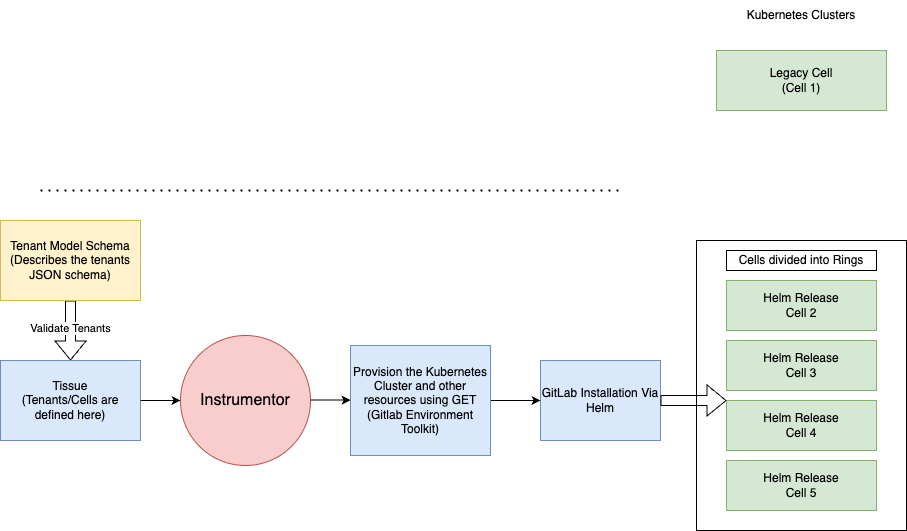 Kubernetes Clusters
Legacy Cell
(Cell 1)
Tenant Model Schema
(Describes the tenants
JSON schema)
Validate Tenants
Tissue
(Tenants/Cells are
defined here)
Instrumentor
Provision the Kubernetes
Cluster and other
resources using GET
(Gitlab Environment
Toolkit)
GitLab Installation Via
Helm
Cells divided into Rings
Helm Release
Cell 2
Helm Release
Cell 3
Helm Release
Cell 4
Helm Release
Cell 5